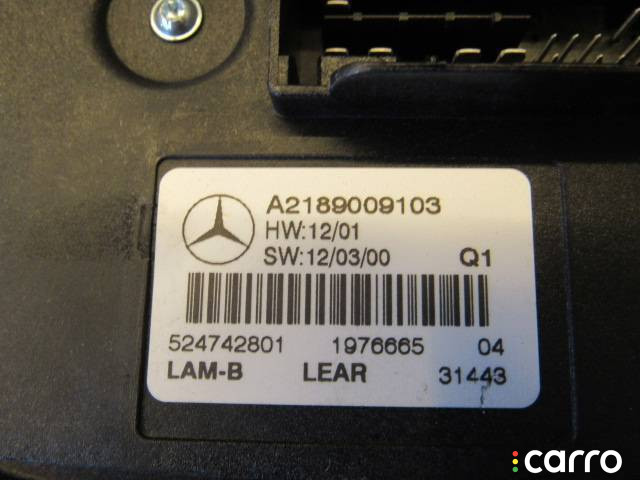 A2189009103
HW:12/01
SW:12/03/00 Q1
524742801 1976665 04
LAM-B LEAR 31443
carro